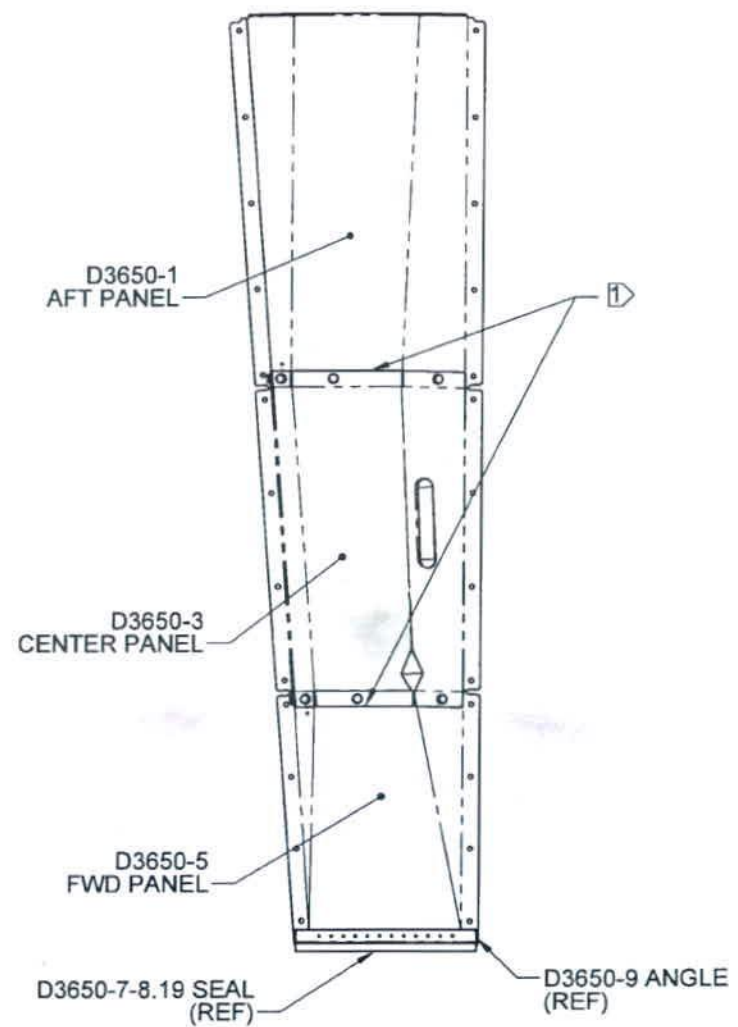 D3650-1
AFT PANEL
1
D3650-3
CENTER PANEL
D3650-5
FWD PANEL
D3650-7-8.19 SEAL
(REF)
D3650-9 ANGLE
(REF)